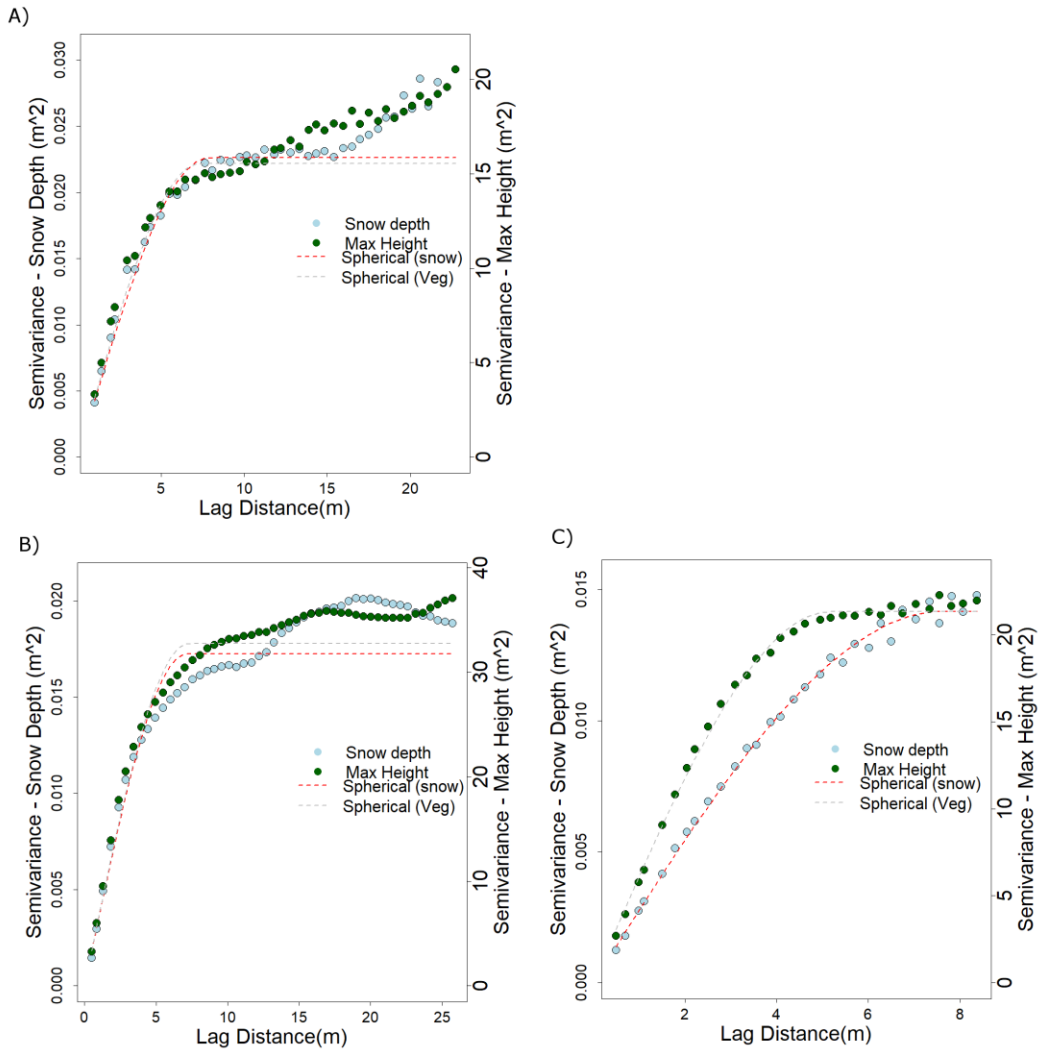 A)
Semivariance - Snow Depth (m^2)
0.000 0.005 0.010 0.015 0.020 0.025 0.030
Snow depth
Max Height
Spherical (snow)
Spherical (Veg)
0 5 10 15 20
Semivariance - Max Height (m^2)
5 10 15 20
Lag Distance(m)
B)
Semivariance - Snow Depth (m^2)
0.000 0.005 0.010 0.015 0.020
Snow depth
Max Height
Spherical (snow)
Spherical (Veg)
0 10 20 30 40
Semivariance - Max Height (m^2)
0 5 10 15 20 25
Lag Distance(m)
C)
Semivariance - Snow Depth (m^2)
0.000 0.005 0.010 0.015
Snow depth
Max Height
Spherical (snow)
Spherical (Veg)
0 5 10 15 20
Semivariance - Max Height (m^2)
2 4 6 8
Lag Distance(m)